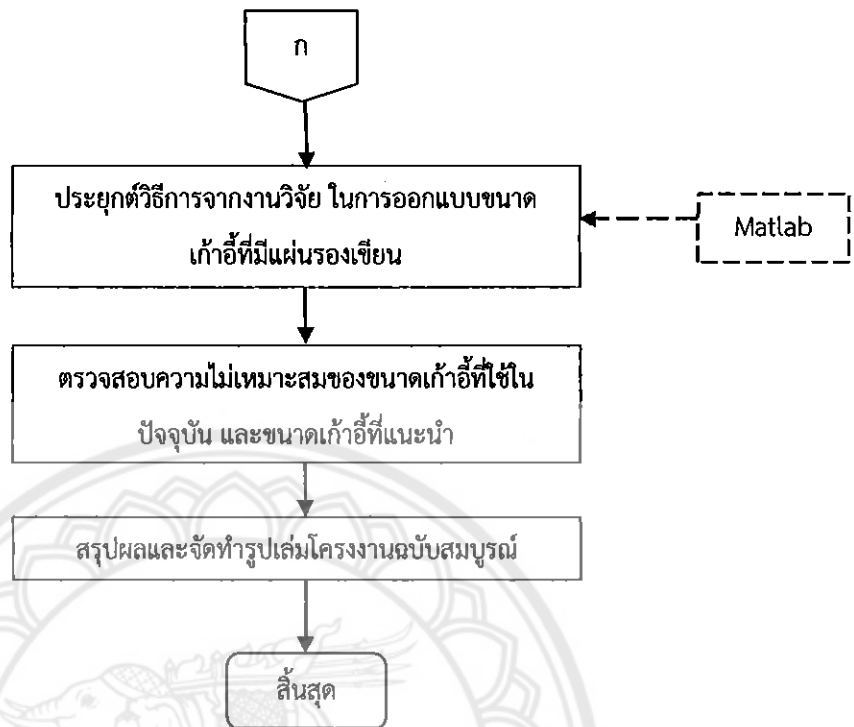 ก
ประยุกต์วิธีการจากงานวิจัย ในการออกแบบขนาด
เก้าอี้ที่มีแผ่นรองเขียน
Matlab
ตรวจสอบความไม่เหมาะสมของขนาดเก้าอี้ที่ใช้ใน
ปัจจุบัน และขนาดเก้าอี้ที่แนะนำ
สรุปผลและจัดทำรูปเล่มโครงงานฉบับสมบูรณ์
สิ้นสุด